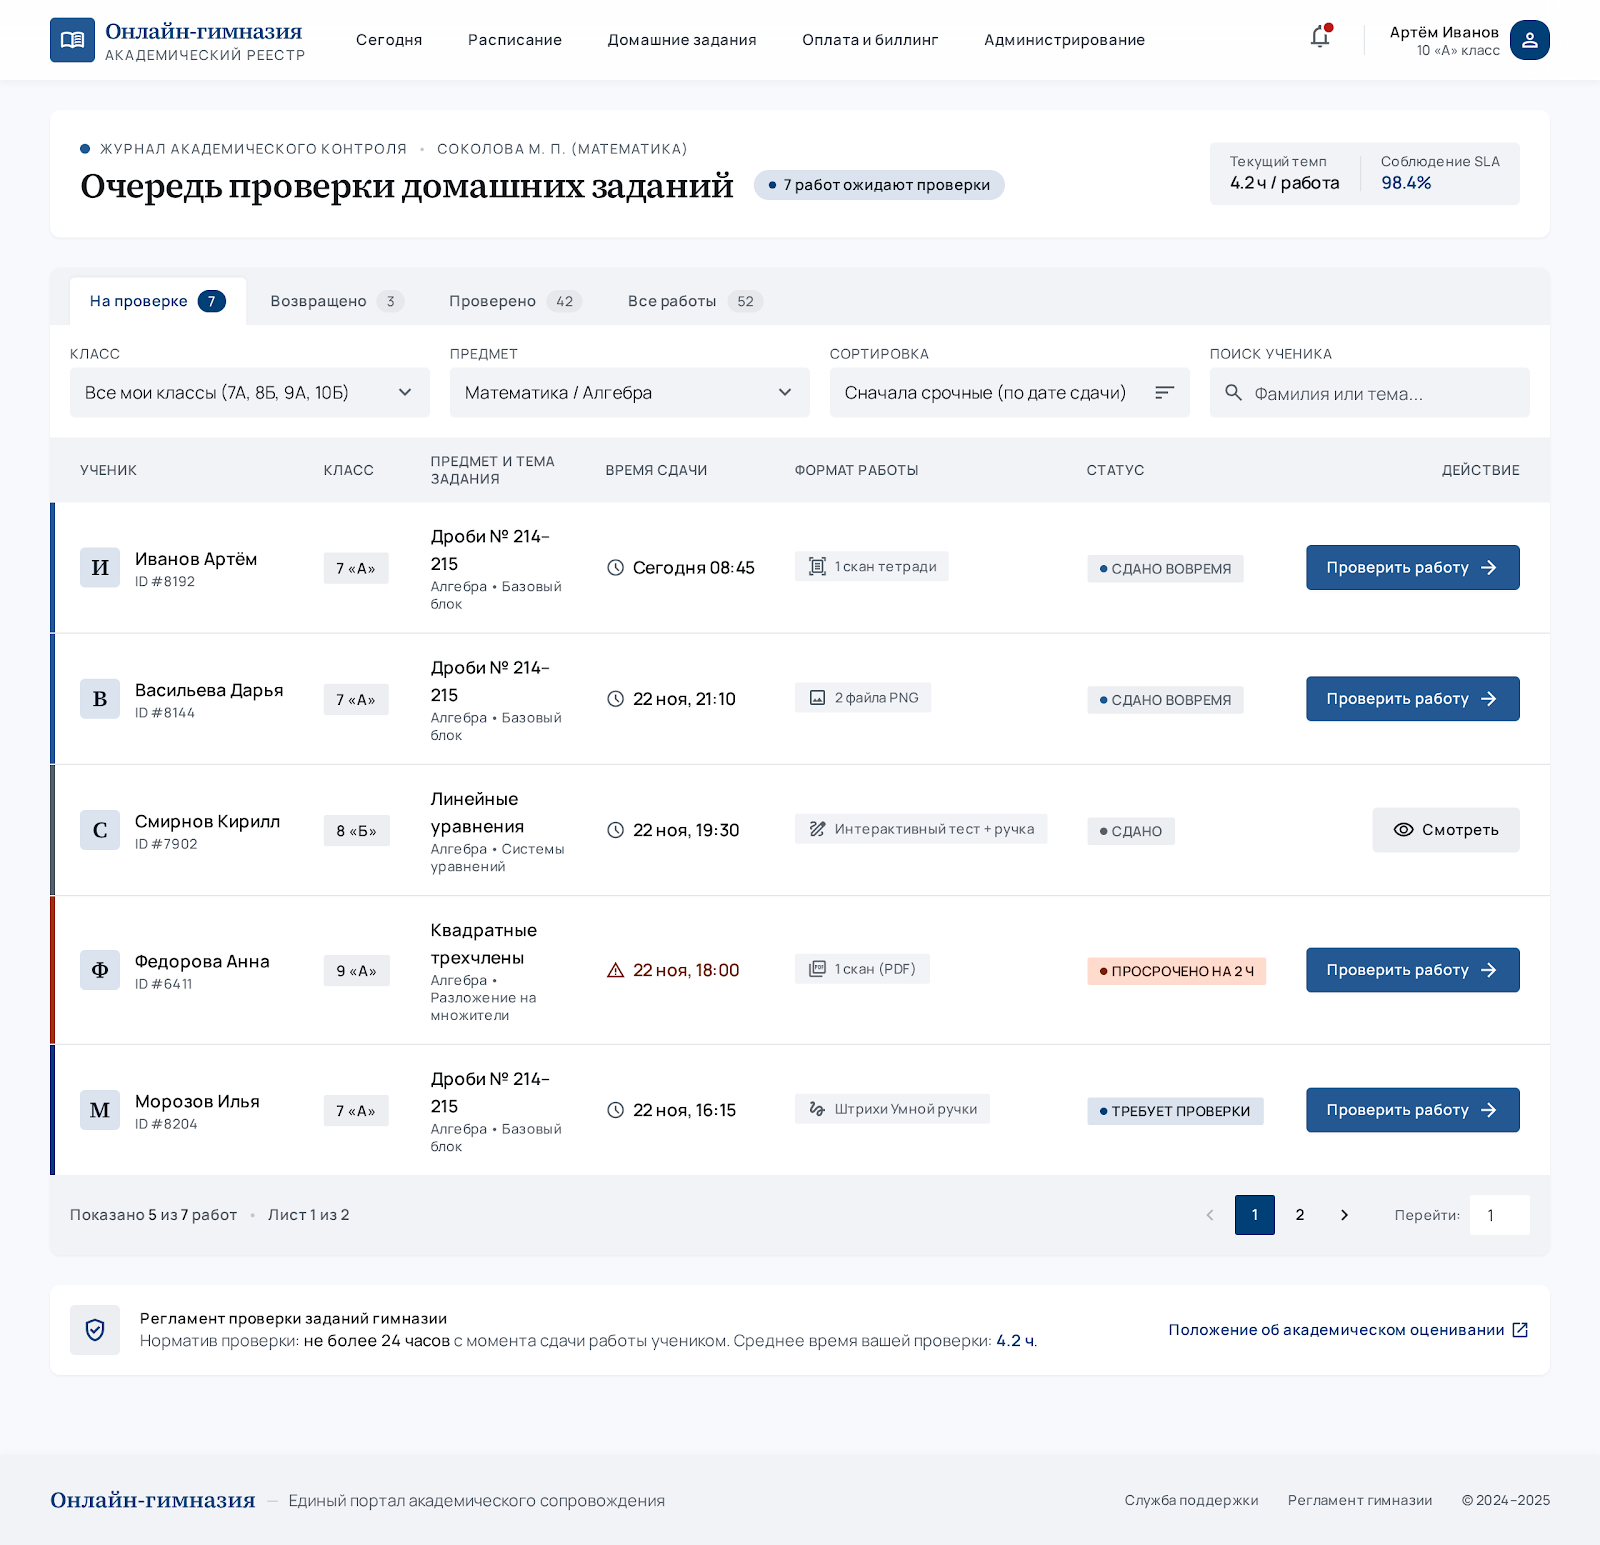 Онлайн-гимназия
АКАДЕМИЧЕСКИЙ РЕЕСТР
Сегодня
Расписание
Домашние задания
Оплата и биллинг
Администрирование
Артём Иванов
10 «А» класс
ЖУРНАЛ АКАДЕМИЧЕСКОГО КОНТРОЛЯ • СОКОЛОВА М. П. (МАТЕМАТИКА)
Очередь проверки домашних заданий
7 работ ожидают проверки
Текущий темп
4.2 ч / работа
Соблюдение SLA
98.4%
На проверке 7
Возвращено 3
Проверено 42
Все работы 52
КЛАСС
Все мои классы (7А, 8Б, 9А, 10Б)
ПРЕДМЕТ
Математика / Алгебра
СОРТИРОВКА
Сначала срочные (по дате сдачи)
ПОИСК УЧЕНИКА
Фамилия или тема...
УЧЕНИК
КЛАСС
ПРЕДМЕТ И ТЕМА
ЗАДАНИЯ
ВРЕМЯ СДАЧИ
ФОРМАТ РАБОТЫ
СТАТУС
ДЕЙСТВИЕ
И
Иванов Артём
ID #8192
7 «А»
Дроби № 214–
215
Алгебра • Базовый
блок
Сегодня 08:45
1 скан тетради
СДАНО ВОВРЕМЯ
Проверить работу
В
Васильева Дарья
ID #8144
7 «А»
Дроби № 214–
215
Алгебра • Базовый
блок
22 ноя, 21:10
2 файла PNG
СДАНО ВОВРЕМЯ
Проверить работу
С
Смирнов Кирилл
ID #7902
8 «Б»
Линейные
уравнения
Алгебра • Системы
уравнений
22 ноя, 19:30
Интерактивный тест + ручка
СДАНО
Смотреть
Ф
Федорова Анна
ID #6411
9 «А»
Квадратные
трехчлены
Алгебра •
Разложение на
множители
22 ноя, 18:00
1 скан (PDF)
ПРОСРОЧЕНО НА 2 Ч
Проверить работу
М
Морозов Илья
ID #8204
7 «А»
Дроби № 214–
215
Алгебра • Базовый
блок
22 ноя, 16:15
Штрихи Умной ручки
ТРЕБУЕТ ПРОВЕРКИ
Проверить работу
Показано 5 из 7 работ • Лист 1 из 2
1
2
Перейти: 1
Регламент проверки заданий гимназии
Норматив проверки: не более 24 часов с момента сдачи работы учеником. Среднее время вашей проверки: 4.2 ч.
Положение об академическом оценивании
Онлайн-гимназия — Единый портал академического сопровождения
Служба поддержки
Регламент гимназии
© 2024–2025